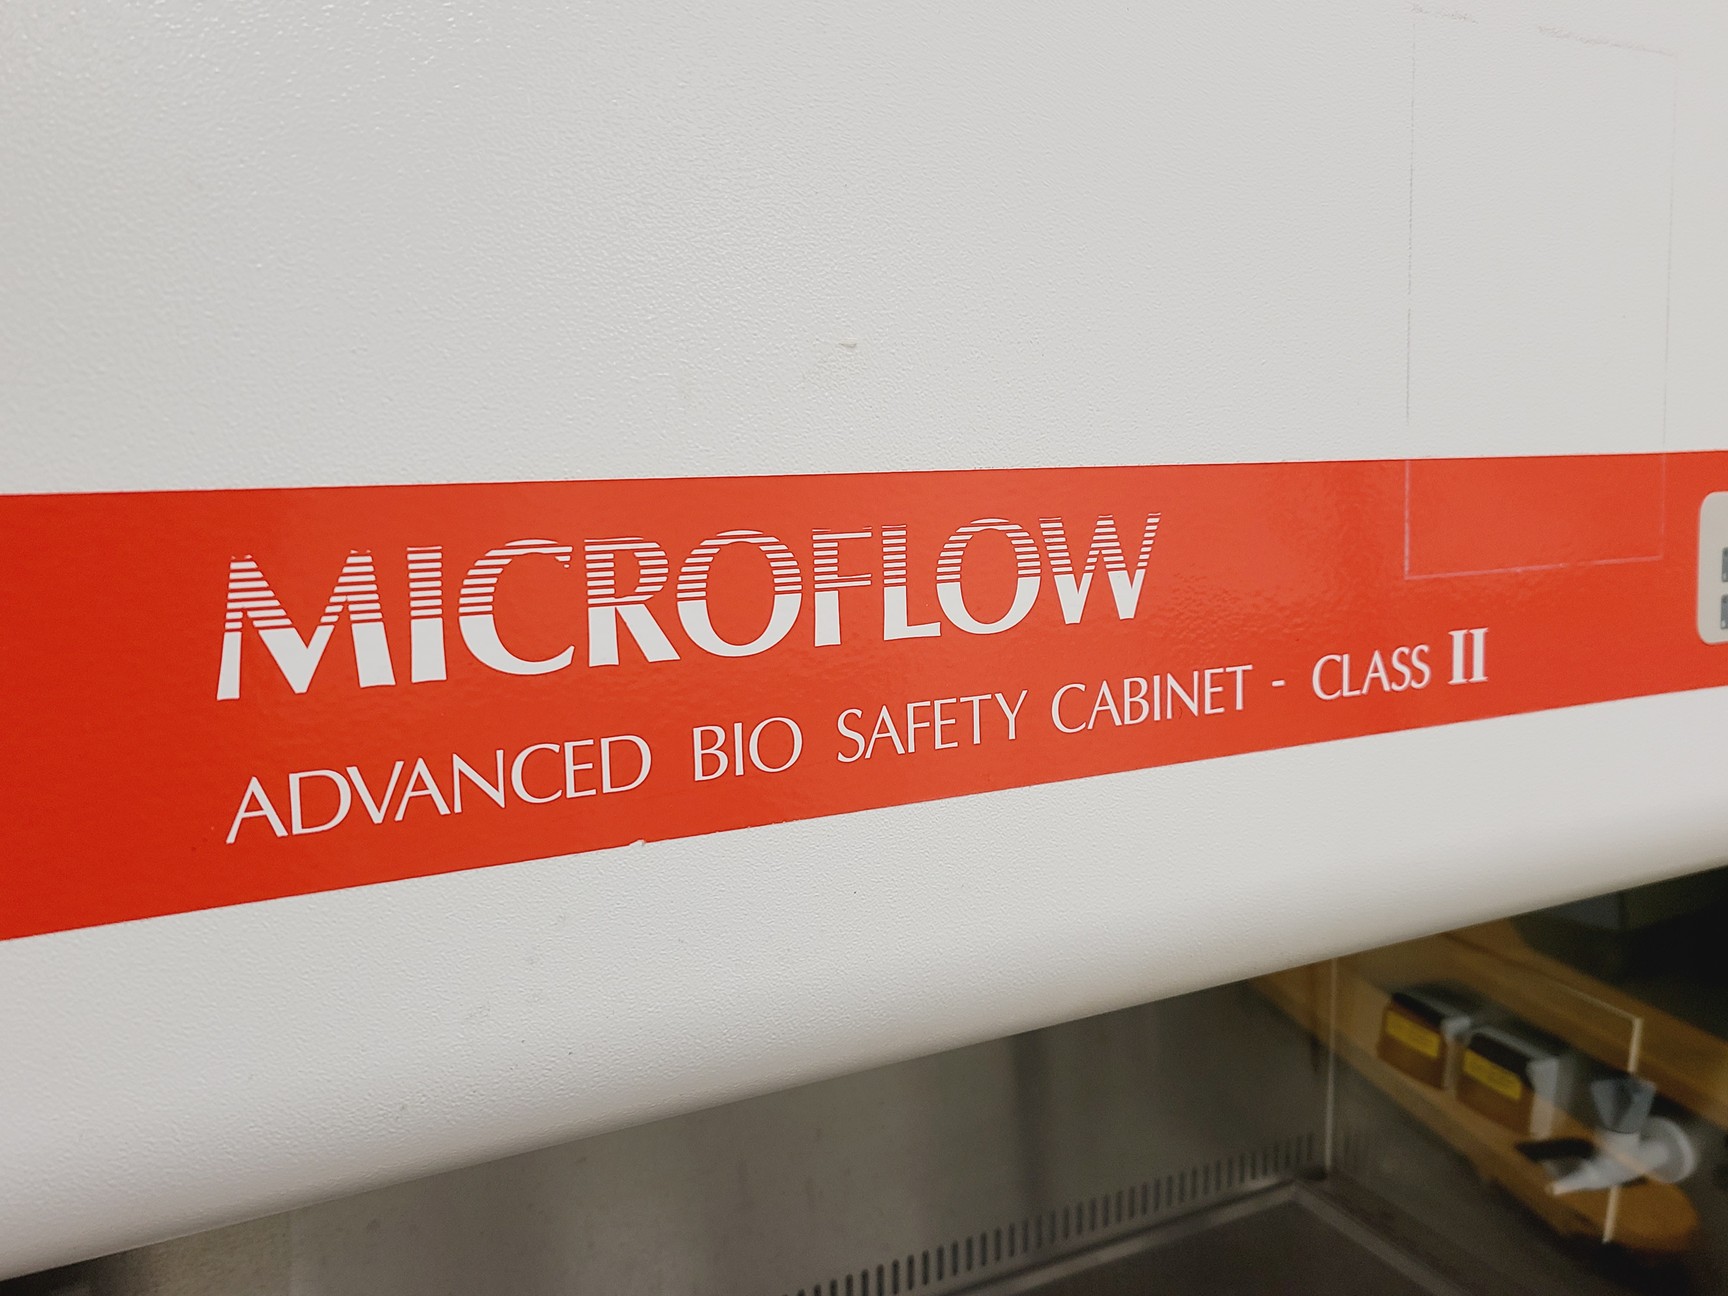 MICROFLOW
ADVANCED BIO SAFETY CABINET - CLASS II